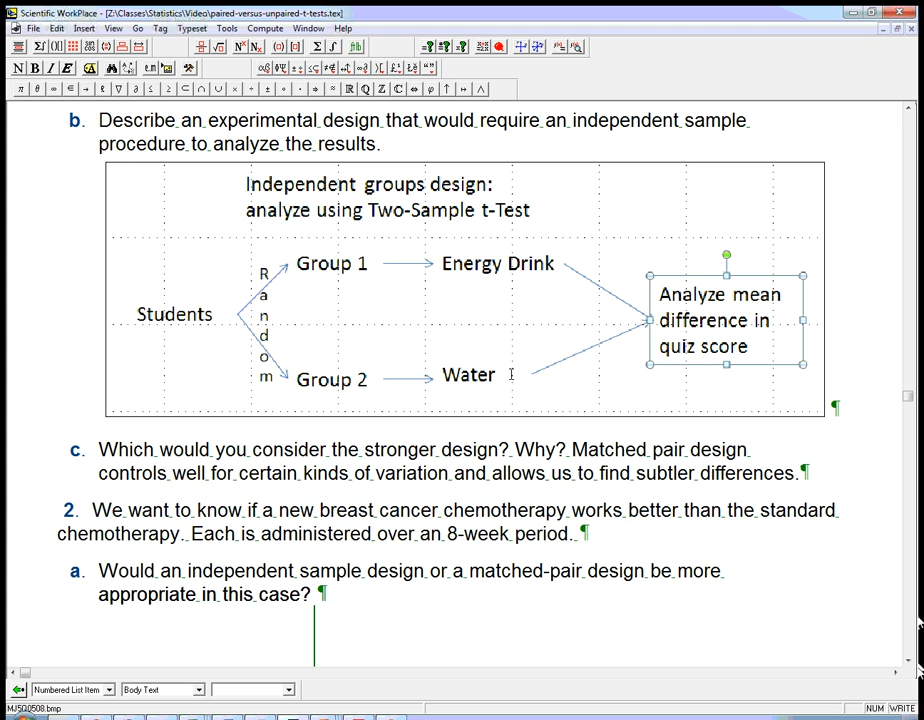 Scientific WorkPlace - [Z:\Classes\Statistics\Video\paired-versus-unpaired-t-tests.tex]
File Edit Insert View Go Tag Typeset Tools Compute Window Help
b. Describe an experimental design that would require an independent sample
procedure to analyze the results.
Independent groups design:
analyze using Two-Sample t-Test
Students
Random
Group 1
Energy Drink
Group 2
Water
Analyze mean
difference in
quiz score
c. Which would you consider the stronger design? Why? Matched pair design
controls well for certain kinds of variation and allows us to find subtler differences.¶
2. We want to know if a new breast cancer chemotherapy works better than the standard
chemotherapy. Each is administered over an 8-week period. ¶
a. Would an independent sample design or a matched-pair design be more
appropriate in this case? ¶
Numbered List Item Body Text
MJ5Q0508.bmp
NUM WRITE